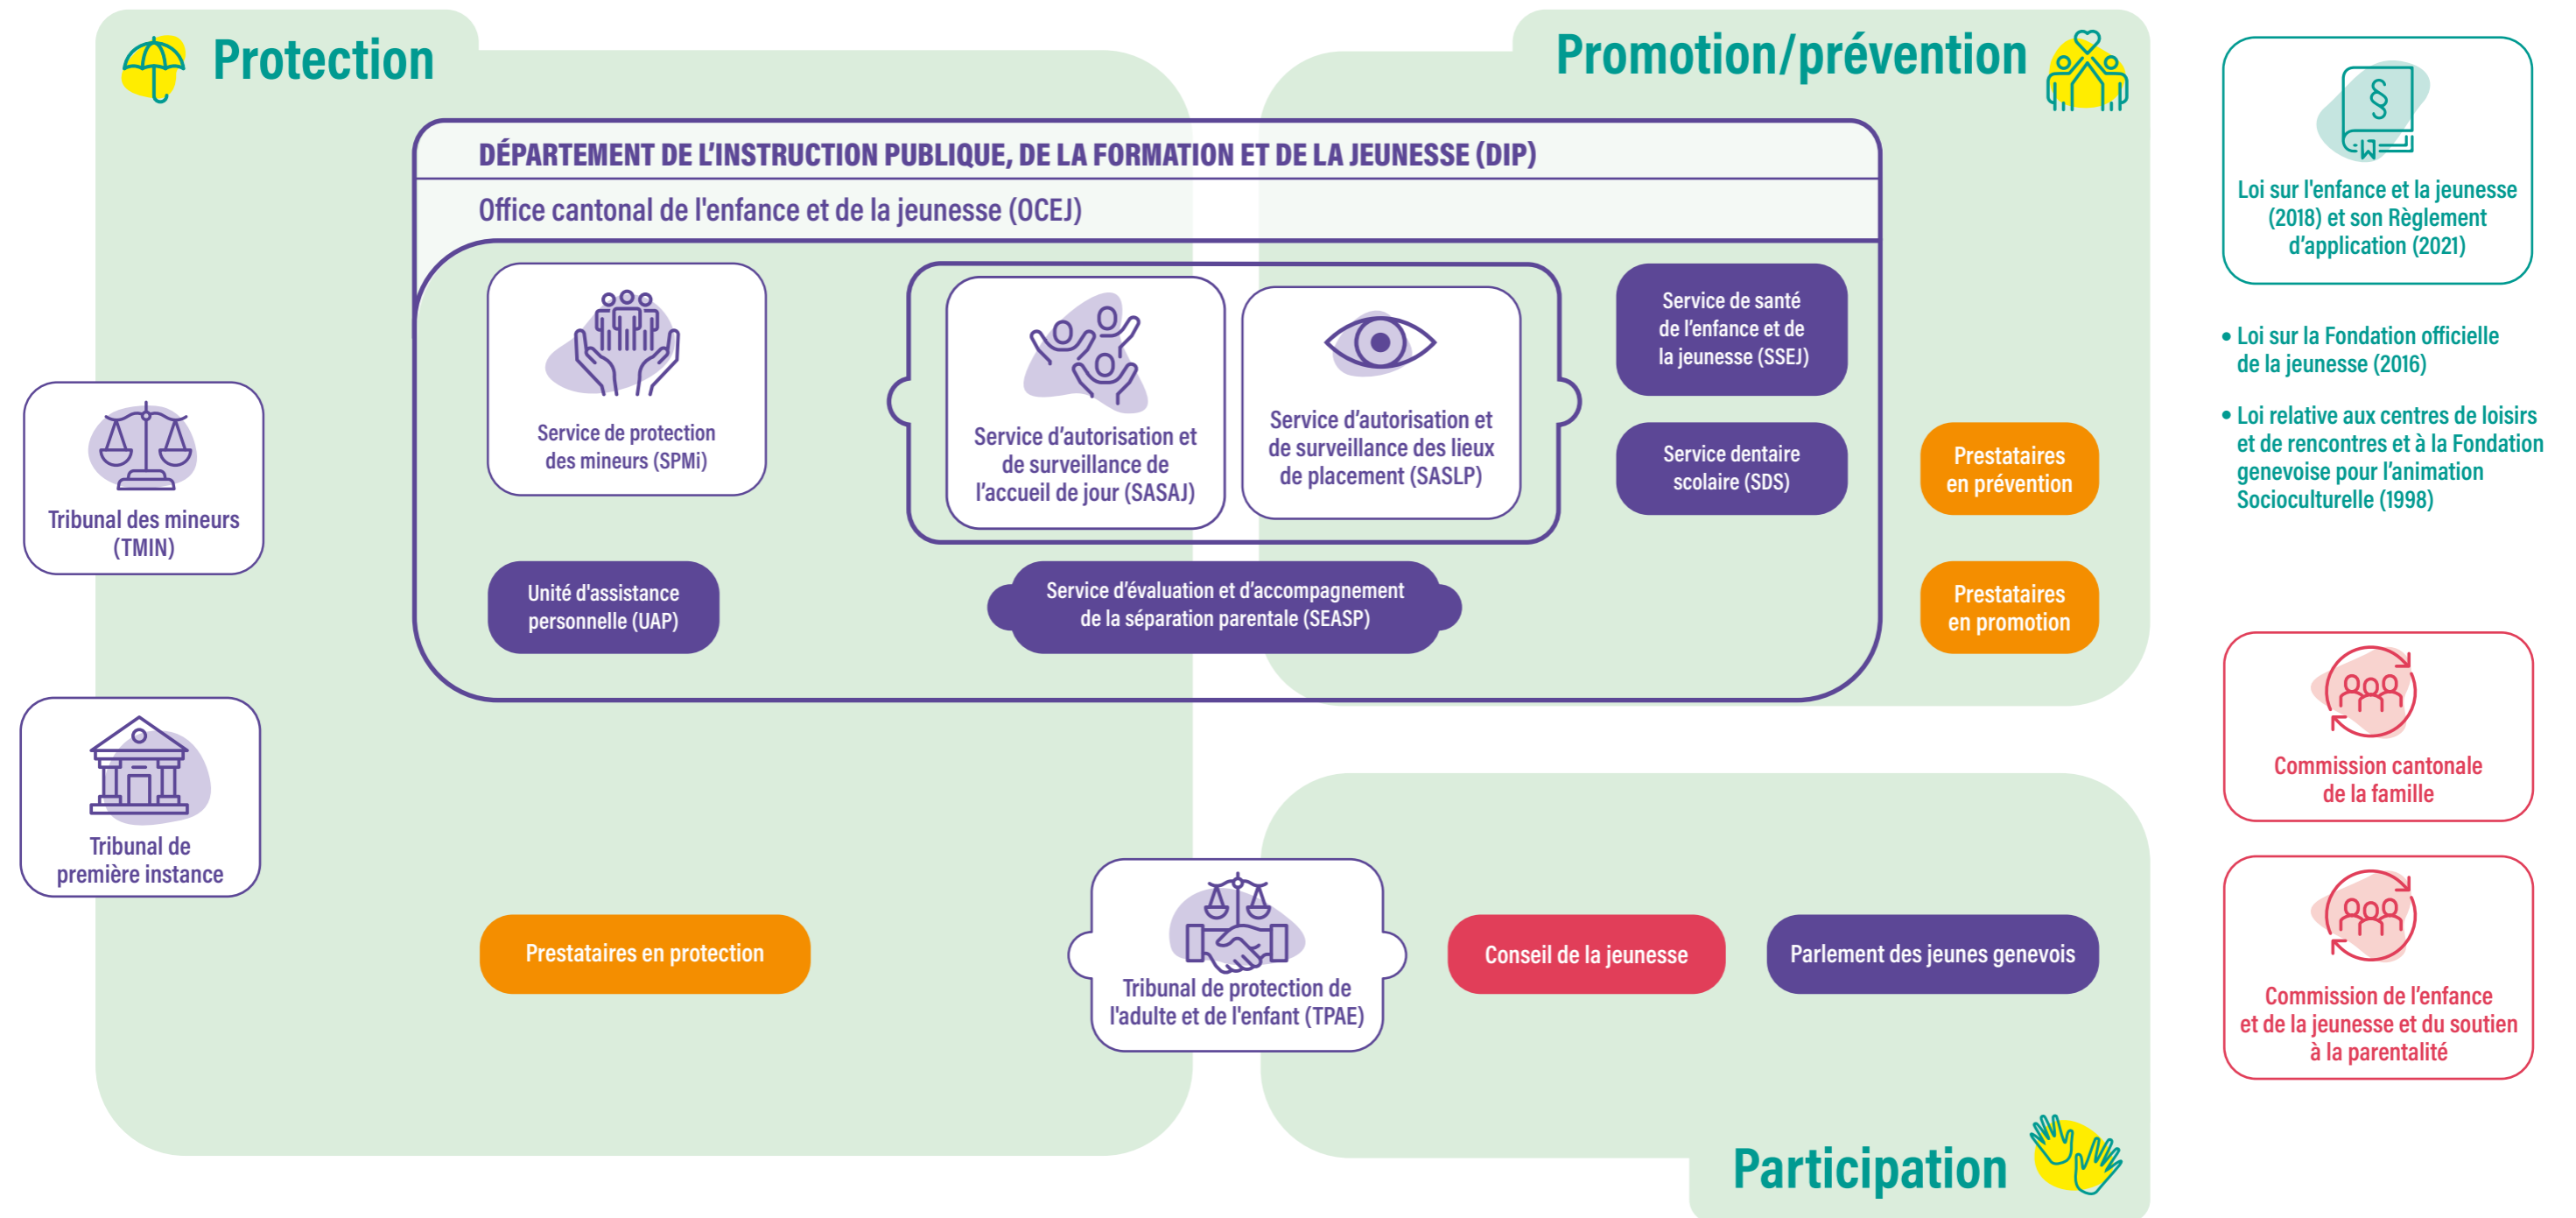 Protection
Promotion/prévention
DÉPARTEMENT DE L'INSTRUCTION PUBLIQUE, DE LA FORMATION ET DE LA JEUNESSE (DIP)
Office cantonal de l'enfance et de la jeunesse (OCEJ)
Service de protection
des mineurs (SPMi)
Service d'autorisation et
de surveillance de
l'accueil de jour (SASAJ)
Service d'autorisation et
de surveillance des lieux
de placement (SASLP)
Service de santé
de l'enfance et de
la jeunesse (SSEJ)
Service dentaire
scolaire (SDS)
Unité d'assistance
personnelle (UAP)
Service d'évaluation et d'accompagnement
de la séparation parentale (SEASP)
Prestataires
en prévention
Prestataires
en promotion
Tribunal des mineurs
(TMIN)
Tribunal de
première instance
Prestataires en protection
Tribunal de protection de
l'adulte et de l'enfant (TPAE)
Conseil de la jeunesse
Parlement des jeunes genevois
Participation
§
Loi sur l'enfance et la jeunesse
(2018) et son Règlement
d'application (2021)
• Loi sur la Fondation officielle
de la jeunesse (2016)
• Loi relative aux centres de loisirs
et de rencontres et à la Fondation
genevoise pour l'animation
Socioculturelle (1998)
Commission cantonale
de la famille
Commission de l'enfance
et de la jeunesse et du soutien
à la parentalité